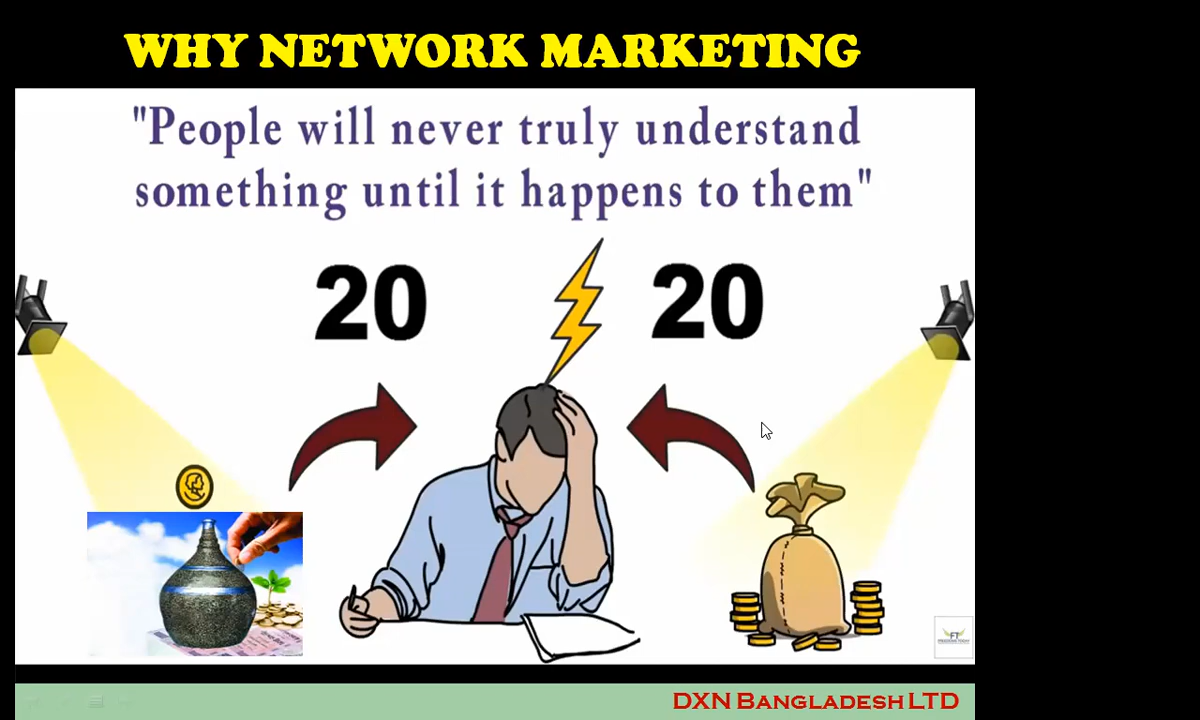 WHY NETWORK MARKETING
"People will never truly understand
something until it happens to them"
20
20
FT
DXN BANGLADESH LTD